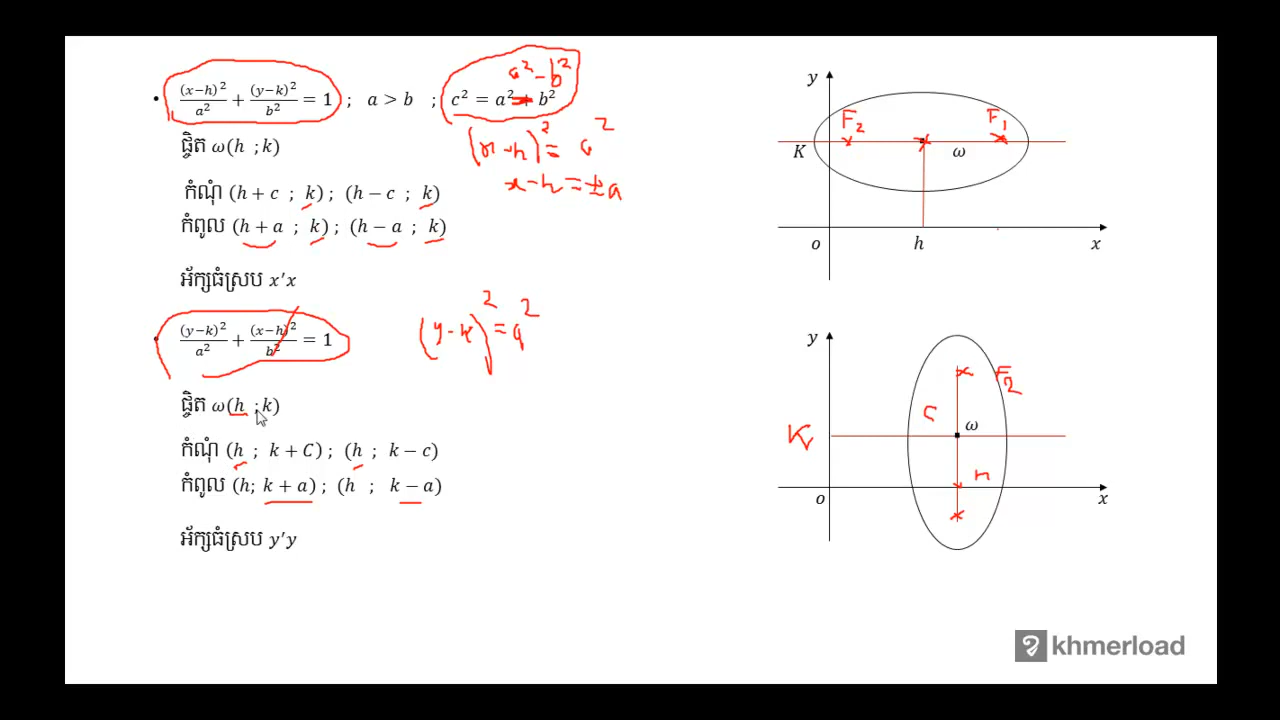 • (x−h)²/a² + (y−k)²/b² = 1 ; a > b ; c² = a² + b²
a² − b²
(x − h)² = a²
x − h = ± a
ផ្ចិត ω(h ; k)
កំណុំ (h + c ; k) ; (h − c ; k)
កំពូល (h + a ; k) ; (h − a ; k)
អ័ក្សធំស្រប x′x
• (y−k)²/a² + (x−h)²/b² = 1
(y − k)² = a²
ផ្ចិត ω(h ; k)
កំណុំ (h ; k + C) ; (h ; k − c)
កំពូល (h; k + a) ; (h ; k − a)
អ័ក្សធំស្រប y′y
y
F₂ F₁
K ω
o h x
y
F₂
C
K ω
h
o x
khmerload